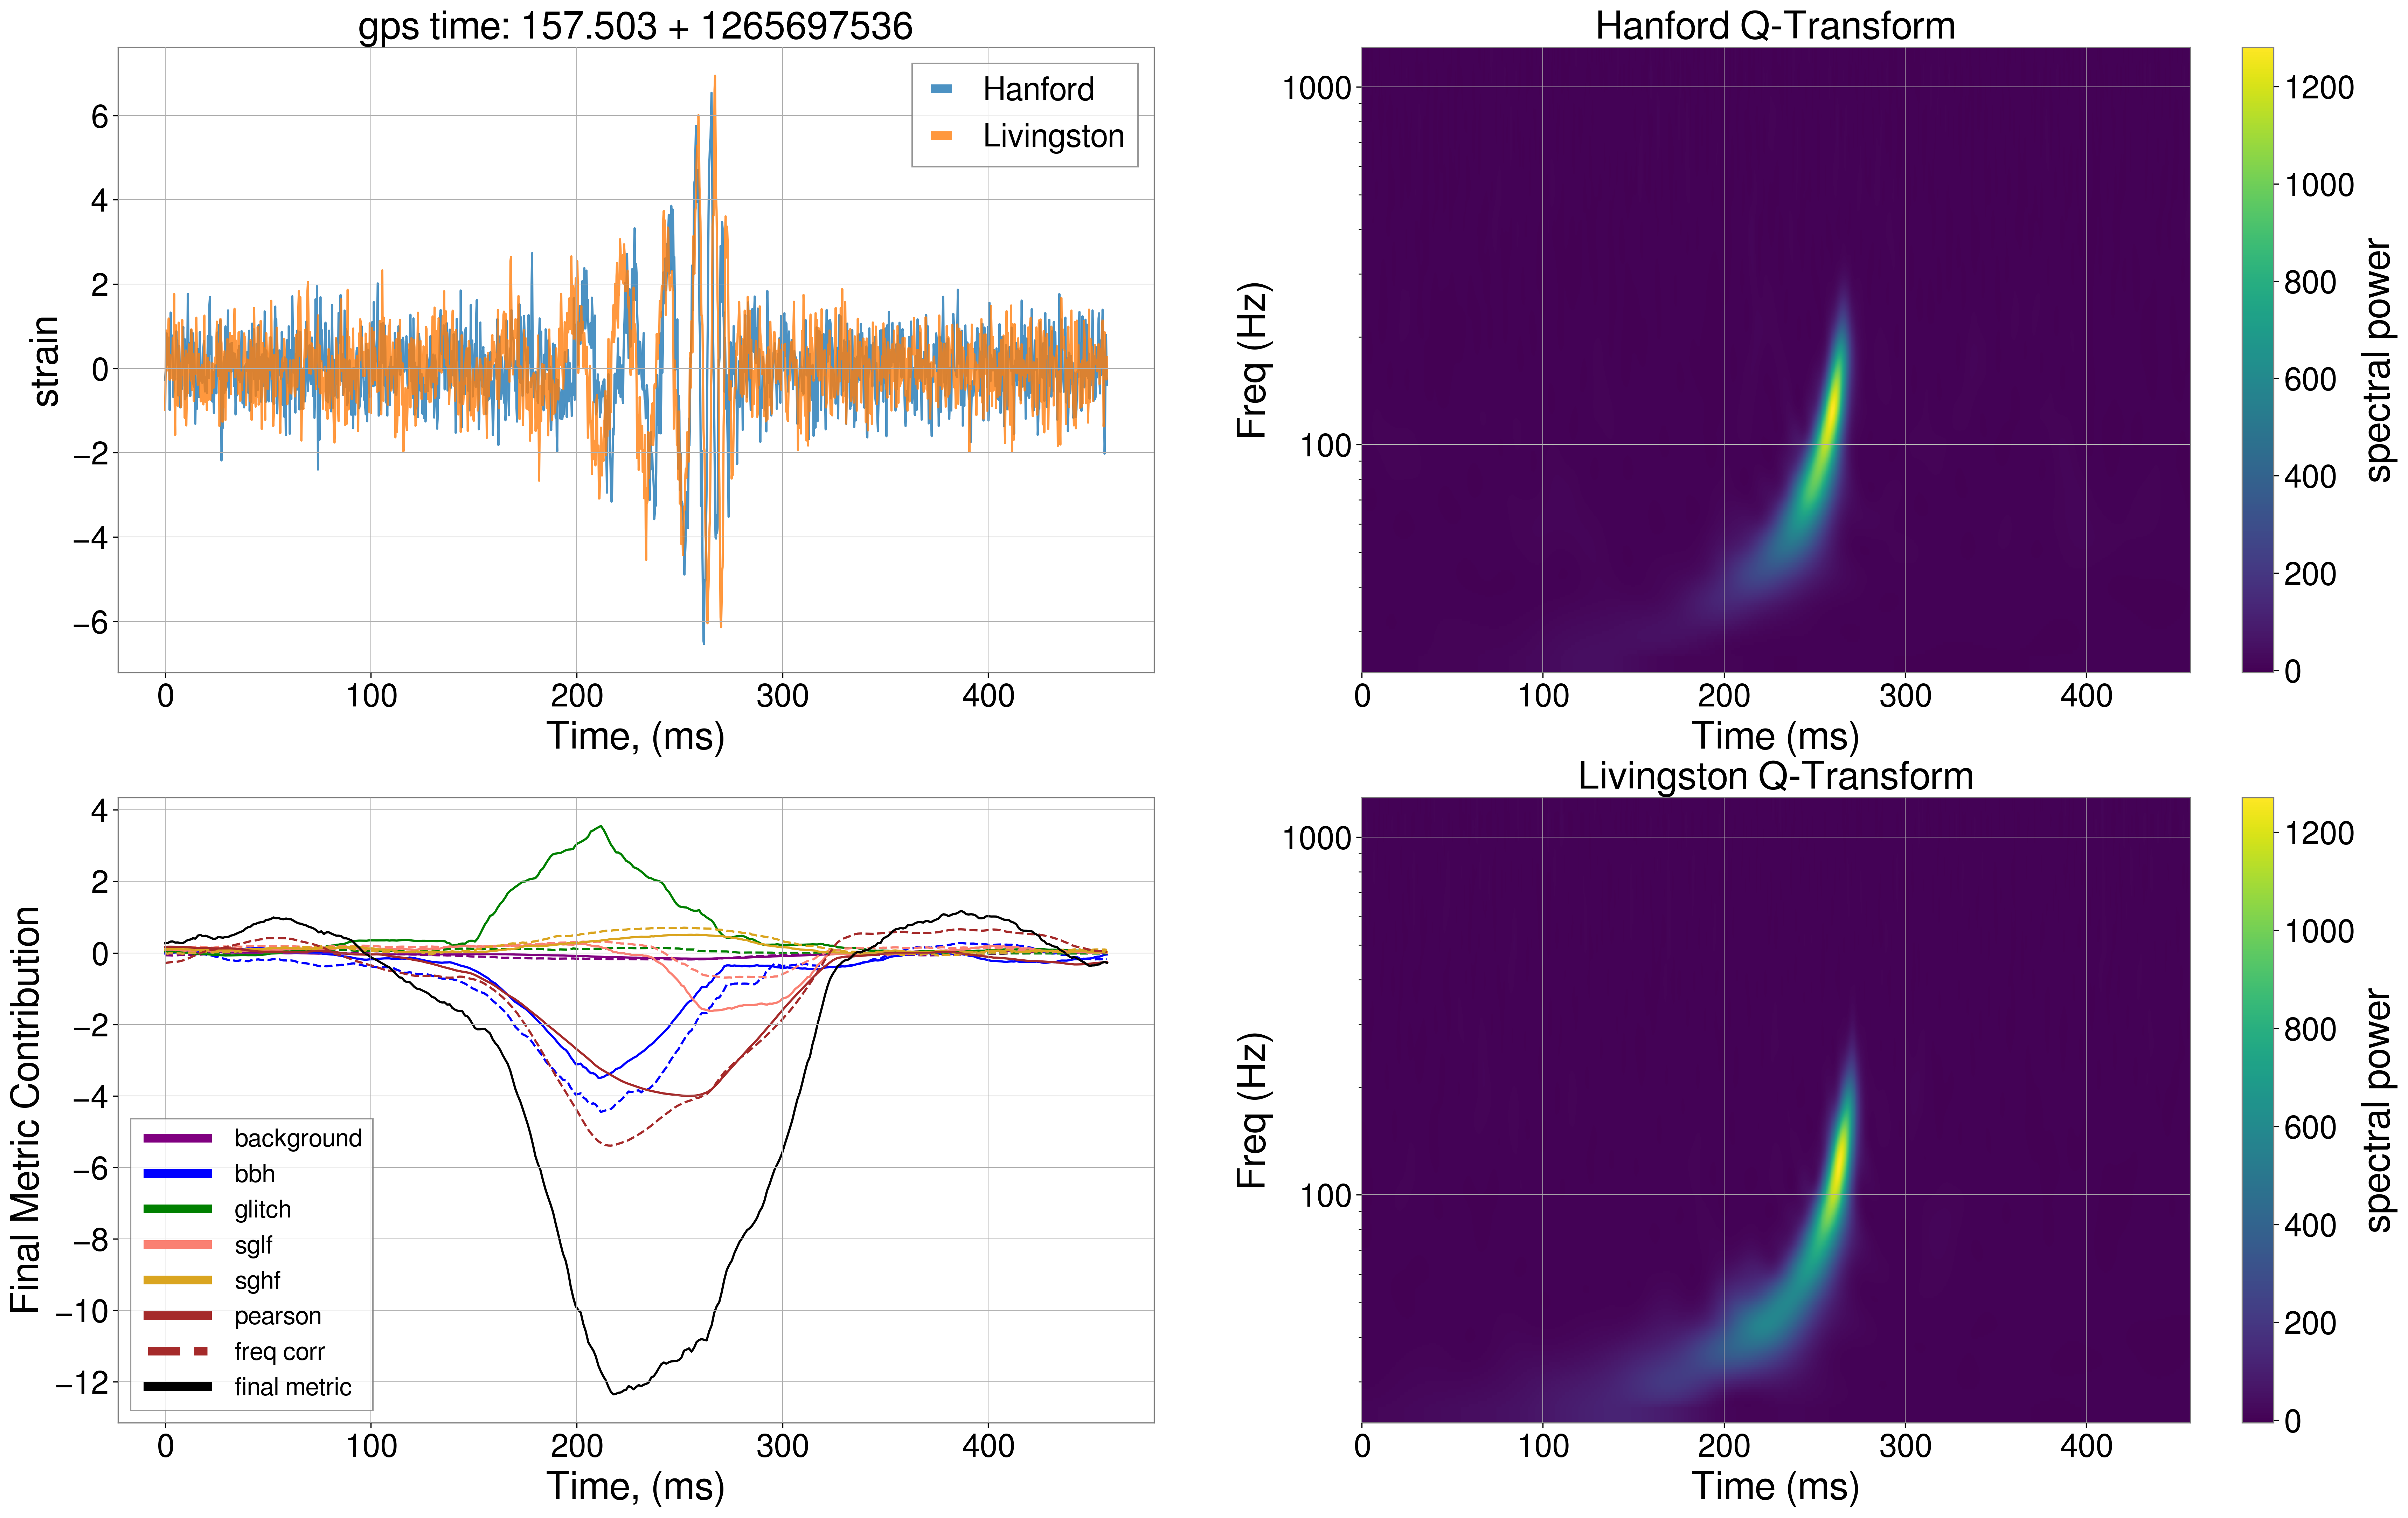 gps time: 157.503 + 1265697536
Hanford
Livingston
strain
6
4
2
0
−2
−4
−6
0 100 200 300 400
Time, (ms)
Hanford Q-Transform
Freq (Hz)
1000
100
0 100 200 300 400
Time (ms)
1200
1000
800
600
400
200
0
spectral power
Final Metric Contribution
4
2
0
−2
−4
−6
−8
−10
−12
background
bbh
glitch
sglf
sghf
pearson
freq corr
final metric
0 100 200 300 400
Time, (ms)
Livingston Q-Transform
Freq (Hz)
1000
100
0 100 200 300 400
Time (ms)
1200
1000
800
600
400
200
0
spectral power